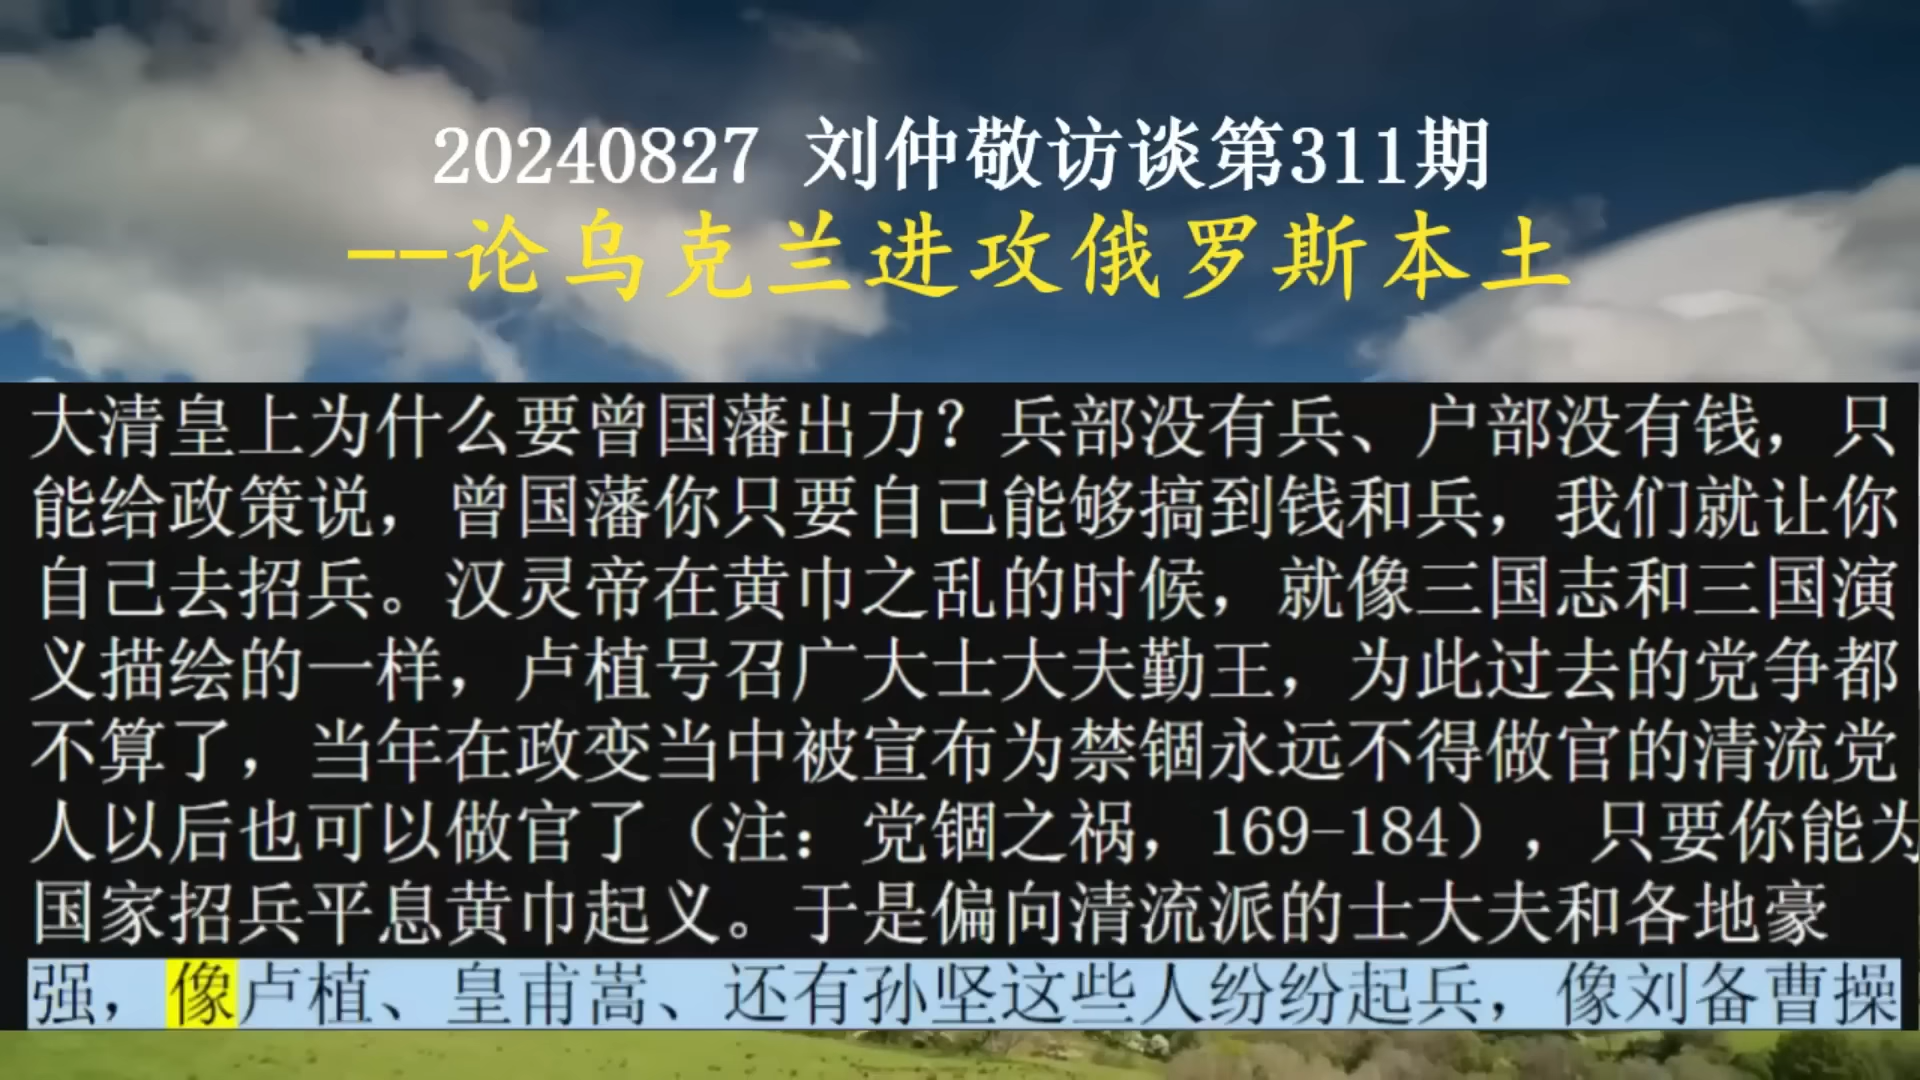 20240827 刘仲敬访谈第311期
--论乌克兰进攻俄罗斯本土
大清皇上为什么要曾国藩出力？兵部没有兵、户部没有钱，只
能给政策说，曾国藩你只要自己能够搞到钱和兵，我们就让你
自己去招兵。汉灵帝在黄巾之乱的时候，就像三国志和三国演
义描绘的一样，卢植号召广大士大夫勤王，为此过去的党争都
不算了，当年在政变当中被宣布为禁锢永远不得做官的清流党
人以后也可以做官了（注：党锢之祸，169-184），只要你能为
国家招兵平息黄巾起义。于是偏向清流派的士大夫和各地豪
强，像卢植、皇甫嵩、还有孙坚这些人纷纷起兵，像刘备曹操